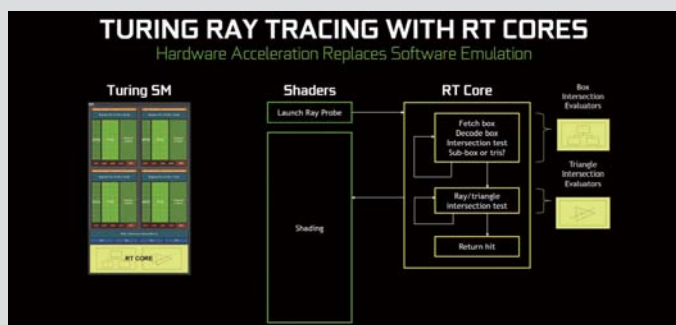 TURING RAY TRACING WITH RT CORES
Hardware Acceleration Replaces Software Emulation
Turing SM
Shaders
RT Core
Box
Intersection
Evaluators
Launch Ray Probe
Fetch box
Decode box
Intersection test
Sub-box or tris?
Triangle
Intersection
Evaluators
Ray/triangle
intersection test
Shading
Return hit
RT CORE